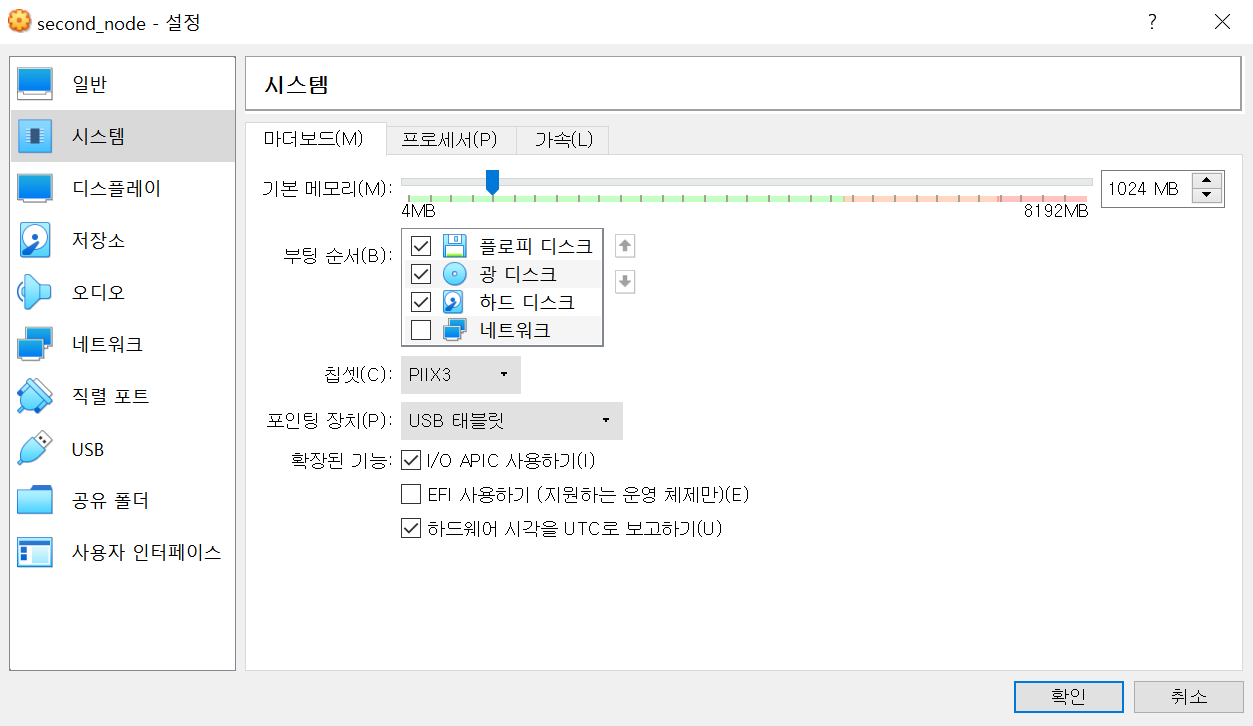 second_node - 설정
?
일반
시스템
디스플레이
저장소
오디오
네트워크
직렬 포트
USB
공유 폴더
사용자 인터페이스
시스템
마더보드(M) 프로세서(P) 가속(L)
기본 메모리(M): 1024 MB
4MB 8192MB
부팅 순서(B): 플로피 디스크
광 디스크
하드 디스크
네트워크
칩셋(C): PIIX3
포인팅 장치(P): USB 태블릿
확장된 기능: I/O APIC 사용하기(I)
EFI 사용하기 (지원하는 운영 체제만)(E)
하드웨어 시각을 UTC로 보고하기(U)
확인 취소